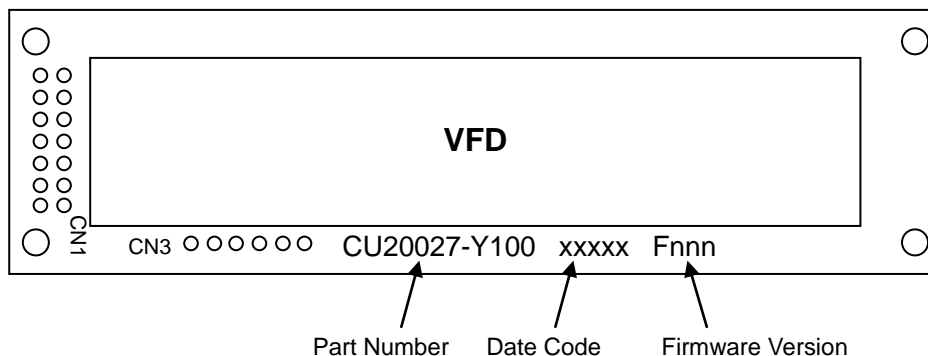 VFD
CN1
CN3 CU20027-Y100 xxxxx Fnnn
Part Number Date Code Firmware Version